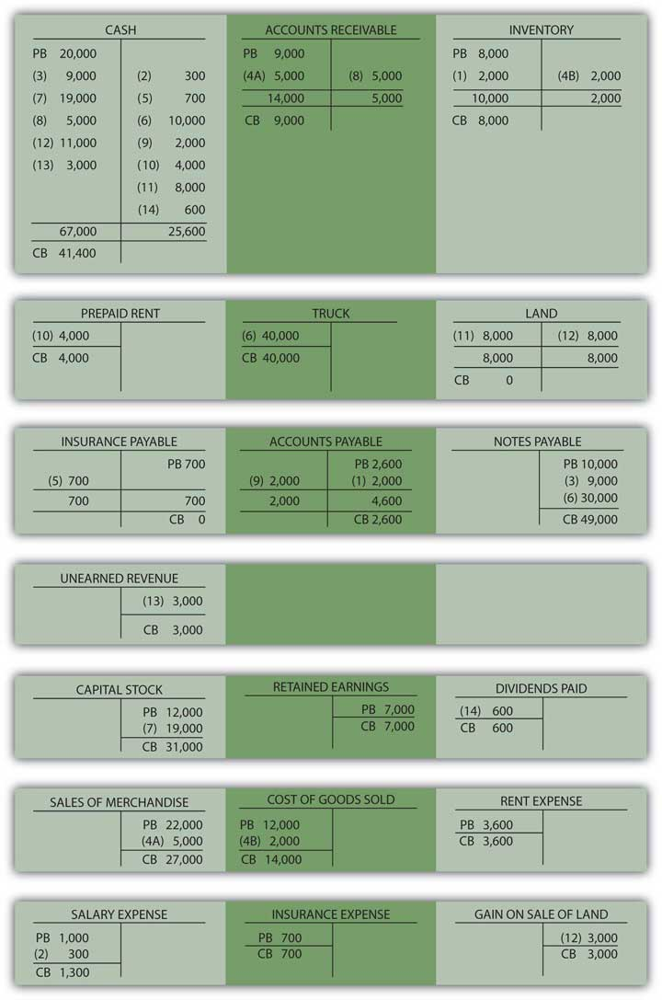 CASH
PB 20,000
(3) 9,000 (2) 300
(7) 19,000 (5) 700
(8) 5,000 (6) 10,000
(12) 11,000 (9) 2,000
(13) 3,000 (10) 4,000
(11) 8,000
(14) 600
67,000 25,600
CB 41,400
ACCOUNTS RECEIVABLE
PB 9,000
(4A) 5,000 (8) 5,000
14,000 5,000
CB 9,000
INVENTORY
PB 8,000
(1) 2,000 (4B) 2,000
10,000 2,000
CB 8,000
PREPAID RENT
(10) 4,000
CB 4,000
TRUCK
(6) 40,000
CB 40,000
LAND
(11) 8,000 (12) 8,000
8,000 8,000
CB 0
INSURANCE PAYABLE
PB 700
(5) 700
700 700
CB 0
ACCOUNTS PAYABLE
PB 2,600
(9) 2,000 (1) 2,000
2,000 4,600
CB 2,600
NOTES PAYABLE
PB 10,000
(3) 9,000
(6) 30,000
CB 49,000
UNEARNED REVENUE
(13) 3,000
CB 3,000
CAPITAL STOCK
PB 12,000
(7) 19,000
CB 31,000
RETAINED EARNINGS
PB 7,000
CB 7,000
DIVIDENDS PAID
(14) 600
CB 600
SALES OF MERCHANDISE
PB 22,000
(4A) 5,000
CB 27,000
COST OF GOODS SOLD
PB 12,000
(4B) 2,000
CB 14,000
RENT EXPENSE
PB 3,600
CB 3,600
SALARY EXPENSE
PB 1,000
(2) 300
CB 1,300
INSURANCE EXPENSE
PB 700
CB 700
GAIN ON SALE OF LAND
(12) 3,000
CB 3,000